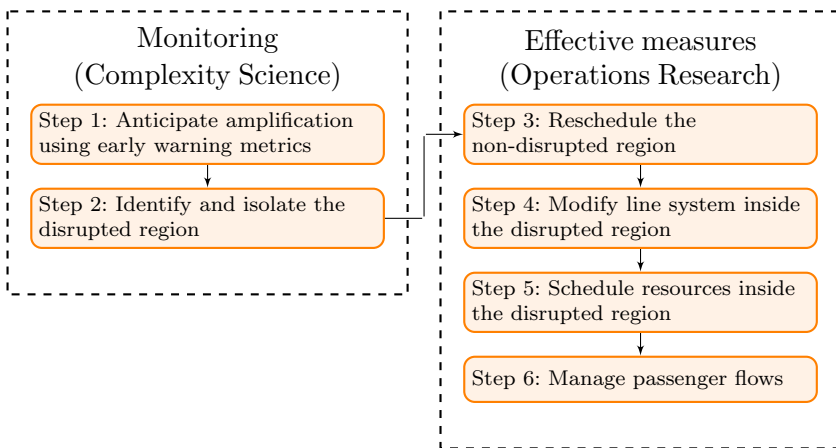 Monitoring
(Complexity Science)
Step 1: Anticipate amplification
using early warning metrics
Step 2: Identify and isolate the
disrupted region
Effective measures
(Operations Research)
Step 3: Reschedule the
non-disrupted region
Step 4: Modify line system inside
the disrupted region
Step 5: Schedule resources inside
the disrupted region
Step 6: Manage passenger flows